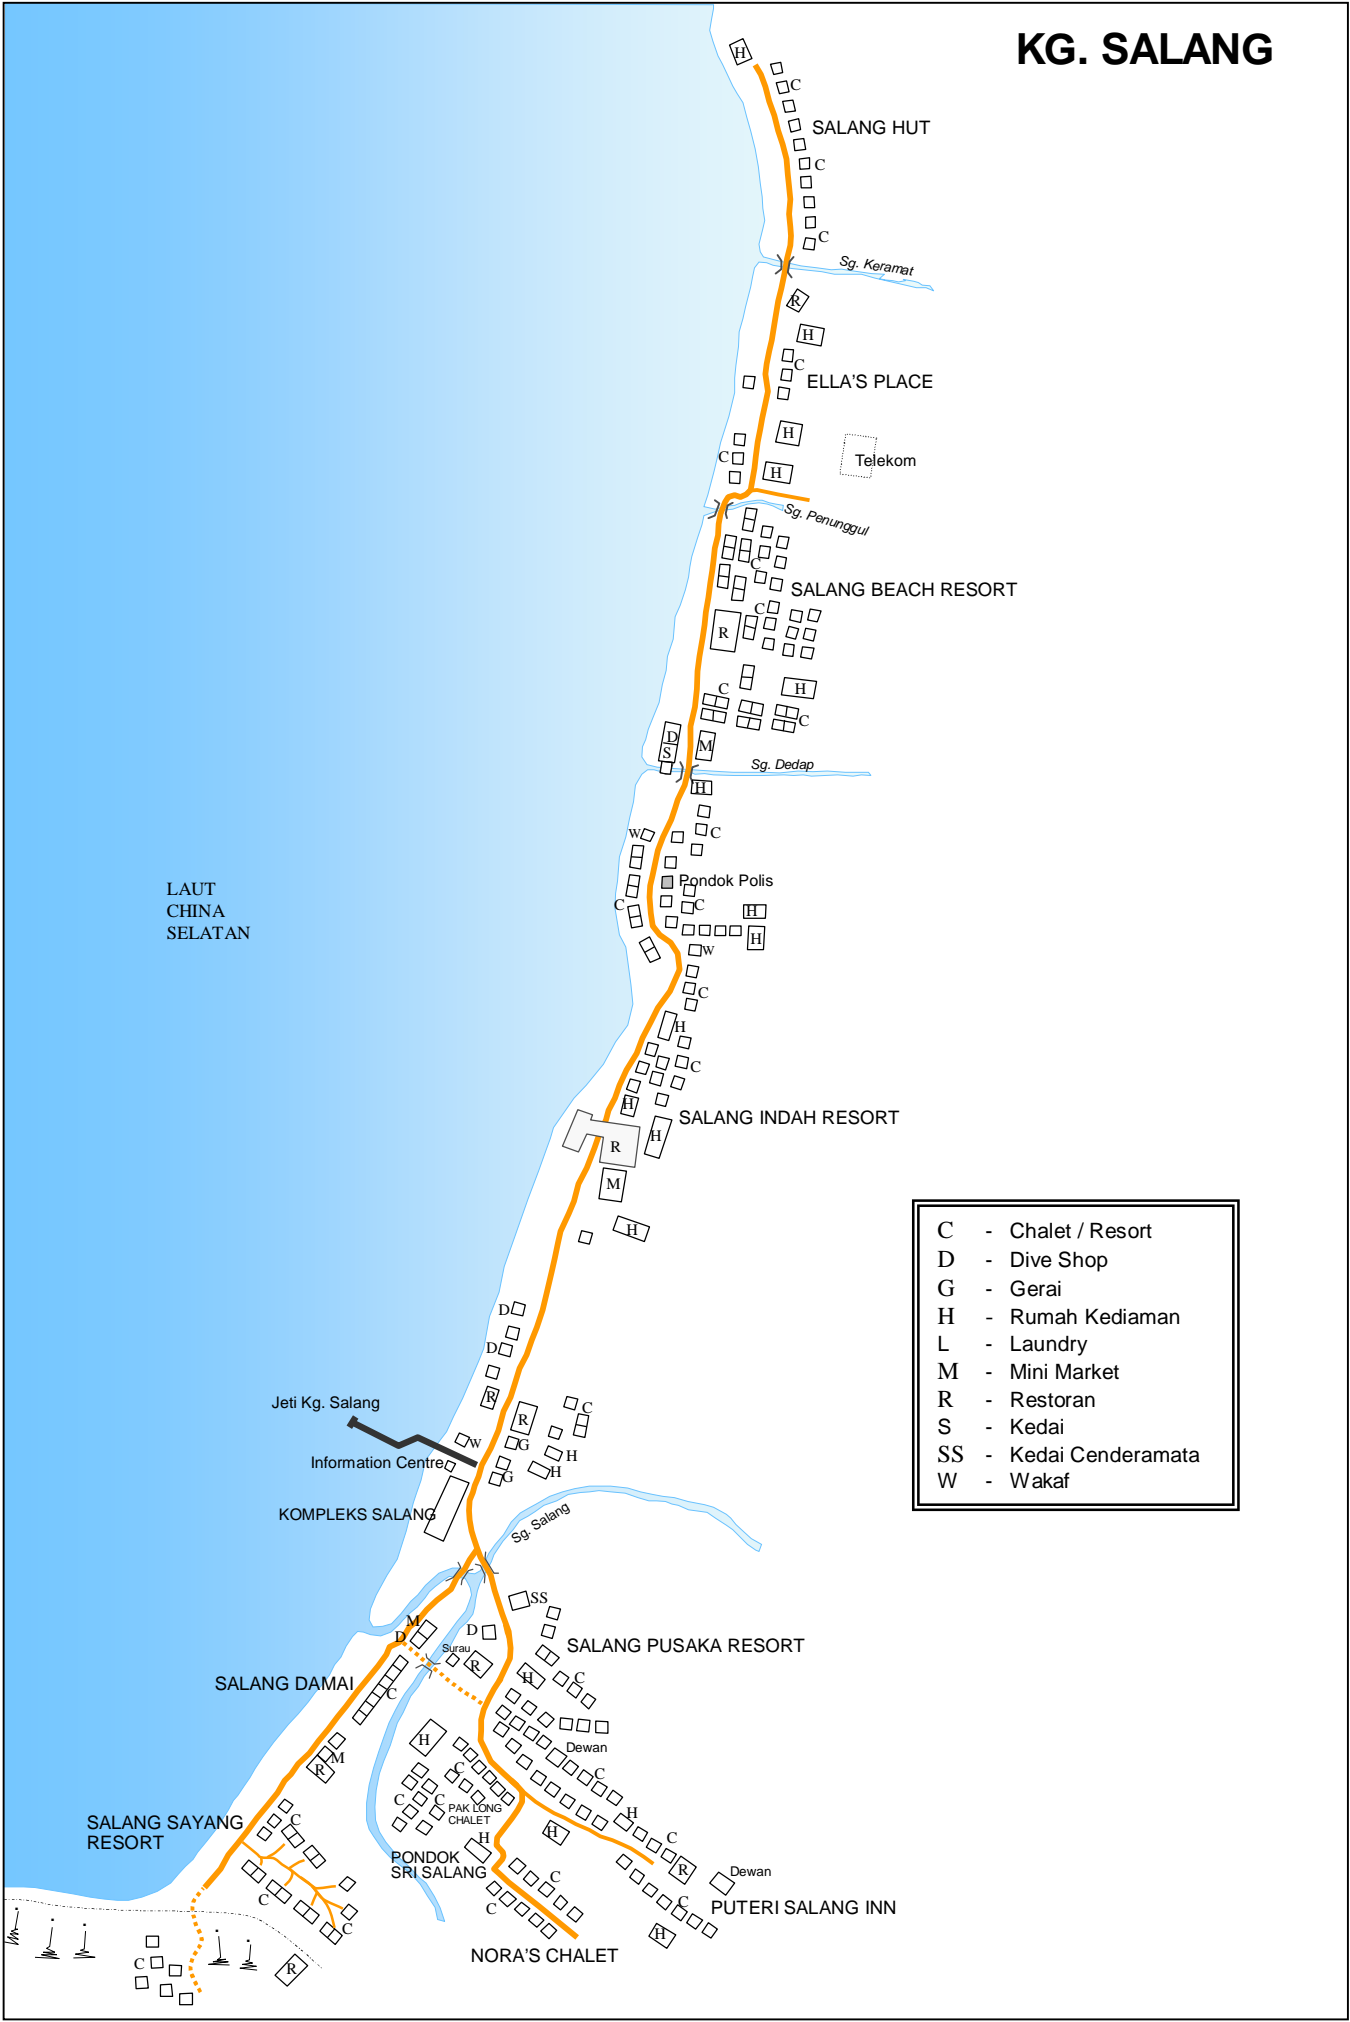 KG. SALANG
H
C
SALANG HUT
C
C
Sg. Keramat
R
H
C
ELLA'S PLACE
H
C
H
Telekom
Sg. Penunggul
C
SALANG BEACH RESORT
C
R
H
C
C
D
S
M
Sg. Dedap
H
W
C
Pondok Polis
C
C
H
H
W
C
H
C
H
SALANG INDAH RESORT
H
R
M
H
LAUT
CHINA
SELATAN
C - Chalet / Resort
D - Dive Shop
G - Gerai
H - Rumah Kediaman
L - Laundry
M - Mini Market
R - Restoran
S - Kedai
SS - Kedai Cenderamata
W - Wakaf
D
D
R
Jeti Kg. Salang
R
C
W
G
H
Information Centre
H
G
KOMPLEKS SALANG
Sg. Salang
SS
M
D
D
Surau
SALANG PUSAKA RESORT
R
H
C
SALANG DAMAI
C
H
Dewan
M
R
C
C
C
C
PAK LONG
CHALET
H
SALANG SAYANG
RESORT
C
H
H
C
PONDOK
SRI SALANG
R
Dewan
C
C
C
C
PUTERI SALANG INN
C
H
NORA'S CHALET
C
R